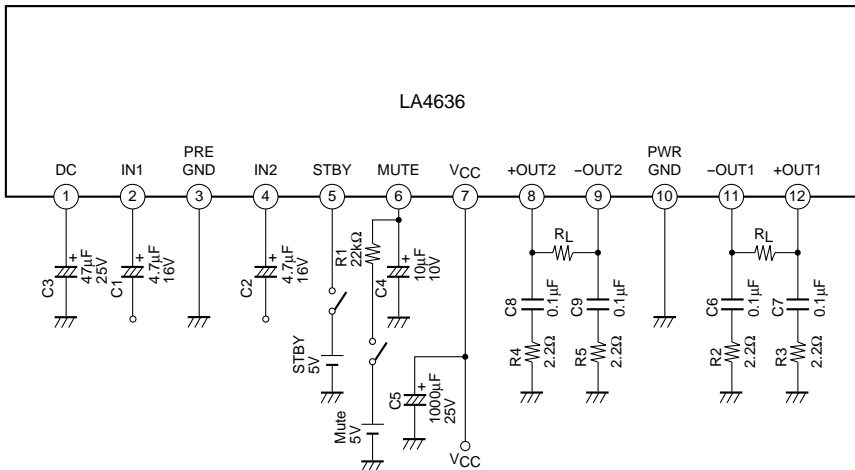 LA4636
DC
IN1
PRE
GND
IN2
STBY
MUTE
VCC
+OUT2
–OUT2
PWR
GND
–OUT1
+OUT1
1
2
3
4
5
6
7
8
9
10
11
12
C3
+
47µF
25V
C1
+
4.7µF
16V
C2
+
4.7µF
16V
R1
22kΩ
C4
+
10µF
10V
RL
RL
C8
0.1µF
C9
0.1µF
C6
0.1µF
C7
0.1µF
R4
2.2Ω
R5
2.2Ω
R2
2.2Ω
R3
2.2Ω
STBY
5V
Mute
5V
C5
+
1000µF
25V
VCC